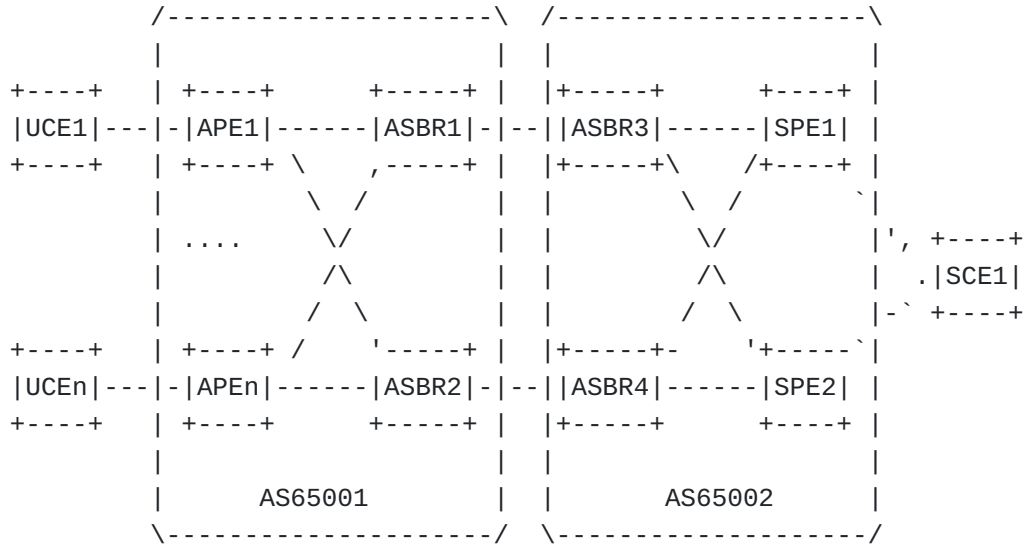 UCE1 APE1 ASBR1 ASBR3 SPE1
....
SCE1
UCEn APEn ASBR2 ASBR4 SPE2
AS65001 AS65002